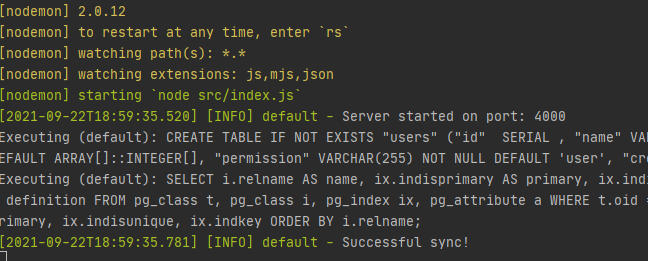 [nodemon] 2.0.12
[nodemon] to restart at any time, enter `rs`
[nodemon] watching path(s): *.*
[nodemon] watching extensions: js,mjs,json
[nodemon] starting `node src/index.js`
[2021-09-22T18:59:35.520] [INFO] default - Server started on port: 4000
Executing (default): CREATE TABLE IF NOT EXISTS "users" ("id"  SERIAL , "name" VAR
EFAULT ARRAY[]::INTEGER[], "permission" VARCHAR(255) NOT NULL DEFAULT 'user', "cre
Executing (default): SELECT i.relname AS name, ix.indisprimary AS primary, ix.indi
definition FROM pg_class t, pg_class i, pg_index ix, pg_attribute a WHERE t.oid =
rimary, ix.indisunique, ix.indkey ORDER BY i.relname;
[2021-09-22T18:59:35.781] [INFO] default - Successful sync!